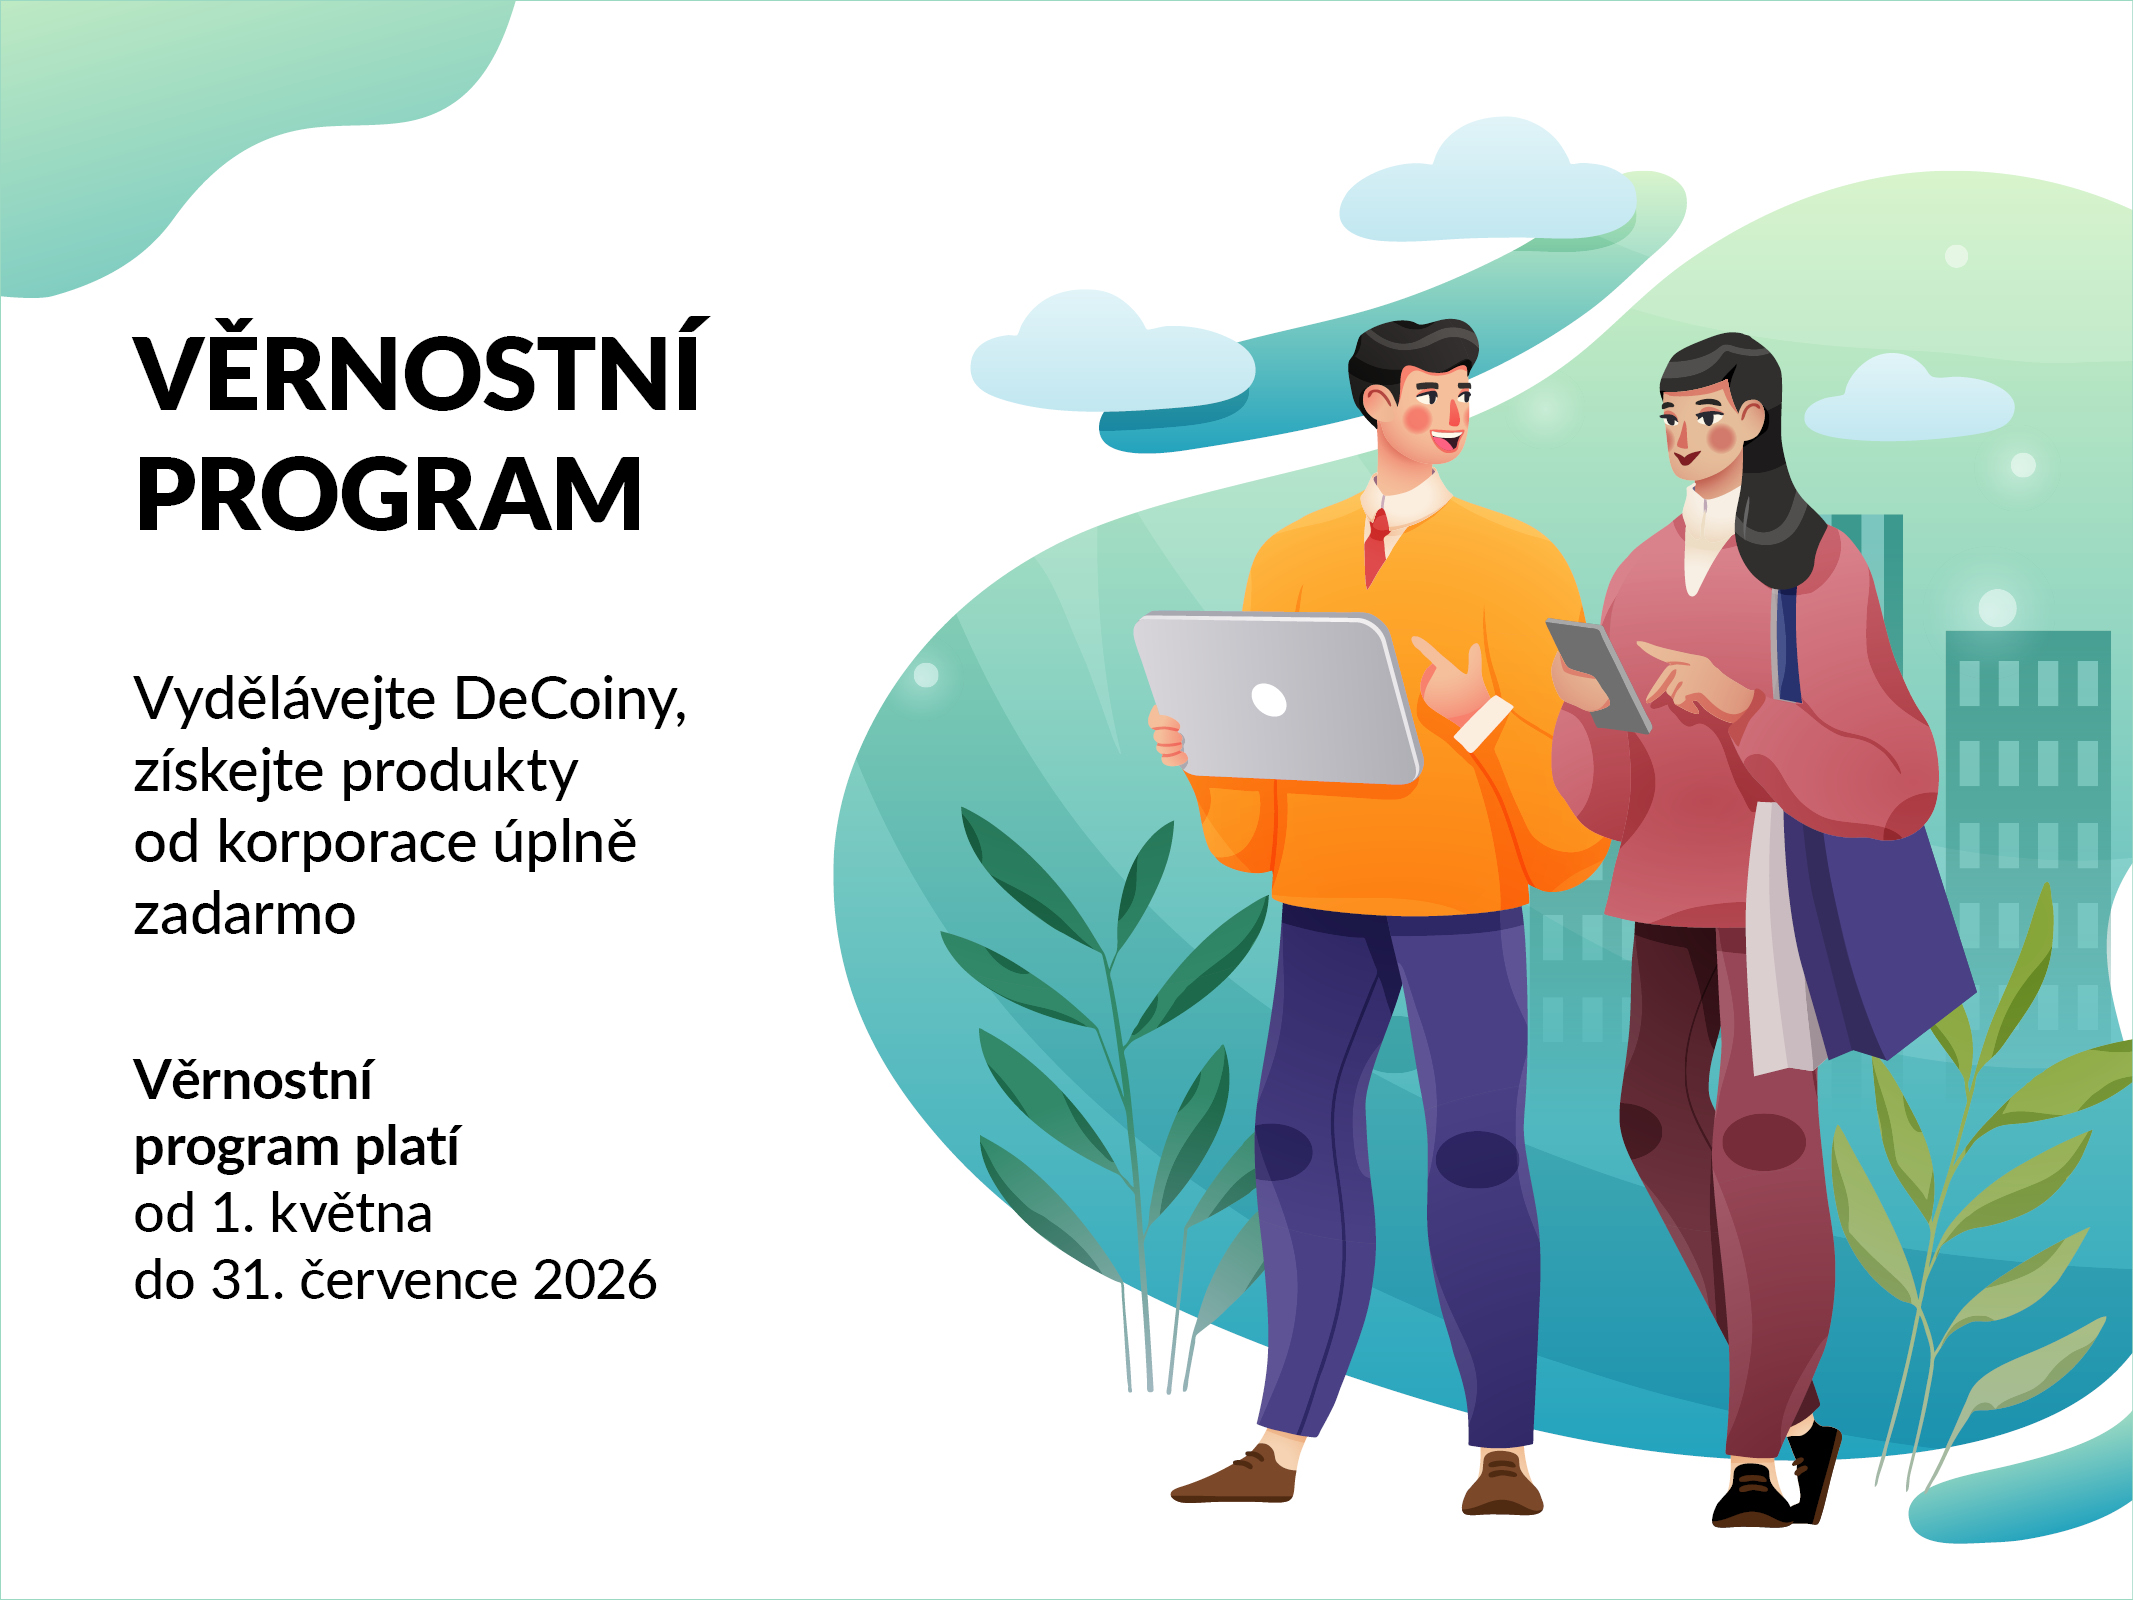 VĚRNOSTNÍ
PROGRAM
Vydělávejte DeCoiny,
získejte produkty
od korporace úplně
zadarmo
Věrnostní
program platí
od 1. května
do 31. července 2026